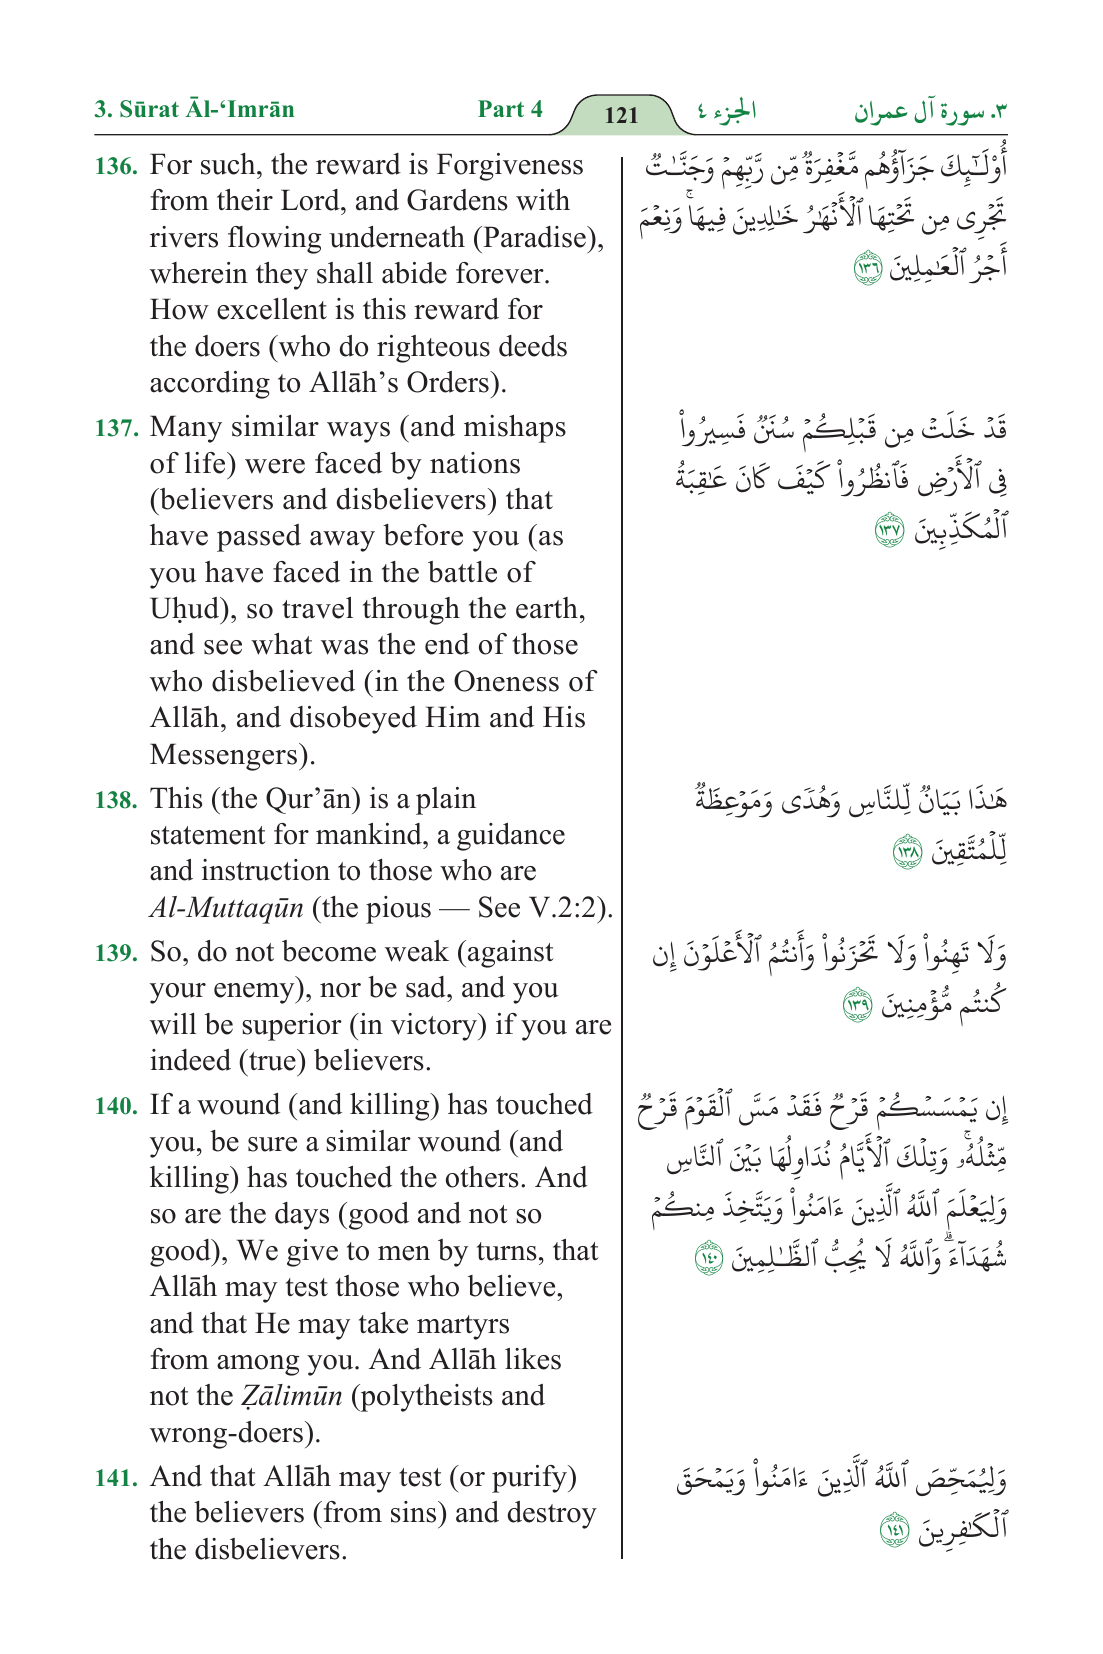 3. Sūrat Āl-‘Imrān Part 4 121 الجزء ٤ ٣. سورة آل عمران
136. For such, the reward is Forgiveness
from their Lord, and Gardens with
rivers flowing underneath (Paradise),
wherein they shall abide forever.
How excellent is this reward for
the doers (who do righteous deeds
according to Allāh’s Orders).
أُوْلَـٰٓئِكَ جَزَآؤُهُم مَّغْفِرَةٌ مِّن رَّبِّهِمْ وَجَنَّـٰتٌ
تَجْرِى مِن تَحْتِهَا ٱلْأَنْهَـٰرُ خَـٰلِدِينَ فِيهَا ۚ وَنِعْمَ
أَجْرُ ٱلْعَـٰمِلِينَ ١٣٦
137. Many similar ways (and mishaps
of life) were faced by nations
(believers and disbelievers) that
have passed away before you (as
you have faced in the battle of
Uḥud), so travel through the earth,
and see what was the end of those
who disbelieved (in the Oneness of
Allāh, and disobeyed Him and His
Messengers).
قَدْ خَلَتْ مِن قَبْلِكُمْ سُنَنٌ فَسِيرُوا۟
فِى ٱلْأَرْضِ فَٱنظُرُوا۟ كَيْفَ كَانَ عَـٰقِبَةُ
ٱلْمُكَذِّبِينَ ١٣٧
138. This (the Qur’ān) is a plain
statement for mankind, a guidance
and instruction to those who are
Al-Muttaqūn (the pious — See V.2:2).
هَـٰذَا بَيَانٌ لِّلنَّاسِ وَهُدًى وَمَوْعِظَةٌ
لِّلْمُتَّقِينَ ١٣٨
139. So, do not become weak (against
your enemy), nor be sad, and you
will be superior (in victory) if you are
indeed (true) believers.
وَلَا تَهِنُوا۟ وَلَا تَحْزَنُوا۟ وَأَنتُمُ ٱلْأَعْلَوْنَ إِن
كُنتُم مُّؤْمِنِينَ ١٣٩
140. If a wound (and killing) has touched
you, be sure a similar wound (and
killing) has touched the others. And
so are the days (good and not so
good), We give to men by turns, that
Allāh may test those who believe,
and that He may take martyrs
from among you. And Allāh likes
not the Ẓālimūn (polytheists and
wrong-doers).
إِن يَمْسَسْكُمْ قَرْحٌ فَقَدْ مَسَّ ٱلْقَوْمَ قَرْحٌ
مِّثْلُهُۥ ۚ وَتِلْكَ ٱلْأَيَّامُ نُدَاوِلُهَا بَيْنَ ٱلنَّاسِ
وَلِيَعْلَمَ ٱللَّهُ ٱلَّذِينَ ءَامَنُوا۟ وَيَتَّخِذَ مِنكُمْ
شُهَدَآءَ ۗ وَٱللَّهُ لَا يُحِبُّ ٱلظَّـٰلِمِينَ ١٤٠
141. And that Allāh may test (or purify)
the believers (from sins) and destroy
the disbelievers.
وَلِيُمَحِّصَ ٱللَّهُ ٱلَّذِينَ ءَامَنُوا۟ وَيَمْحَقَ
ٱلْكَـٰفِرِينَ ١٤١